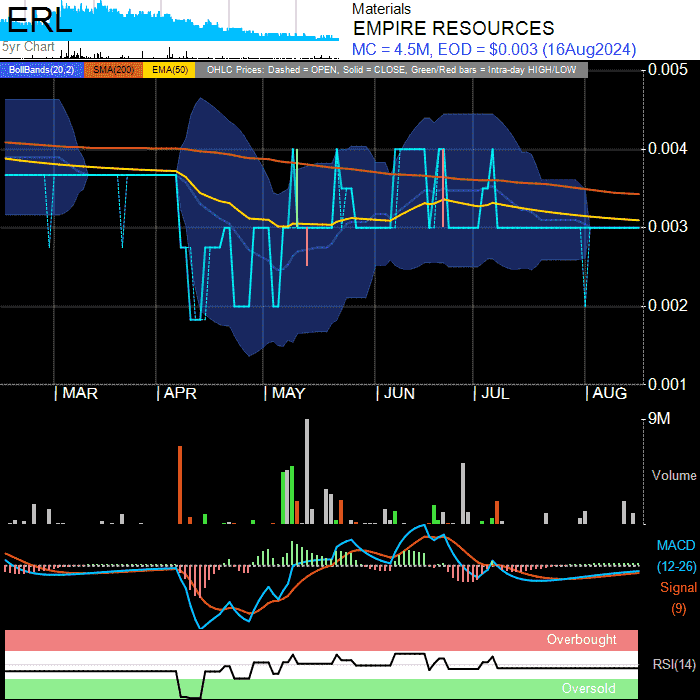 ERL
5yr Chart
Materials
EMPIRE RESOURCES
MC = 4.5M, EOD = $0.003 (16Aug2024)
BollBands(20,2) SMA(200) EMA(50) OHLC Prices: Dashed = OPEN, Solid = CLOSE, Green/Red bars = Intra-day HIGH/LOW
0.005
0.004
0.003
0.002
0.001
| MAR | APR | MAY | JUN | JUL | AUG
9M
Volume
MACD
(12-26)
Signal
(9)
Overbought
RSI(14)
Oversold